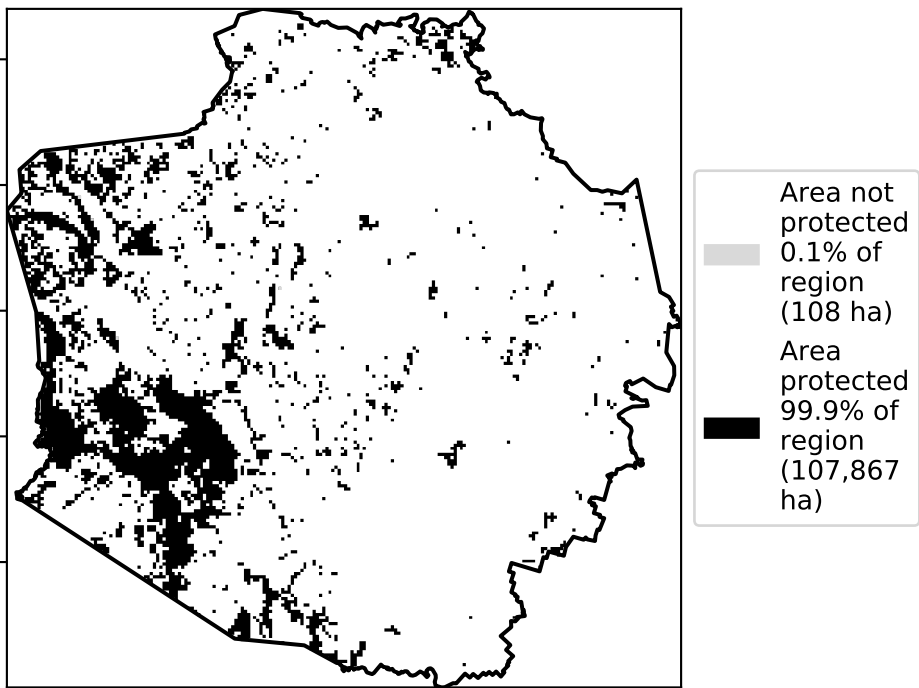 Area not
protected
0.1% of
region
(108 ha)
Area
protected
99.9% of
region
(107,867
ha)